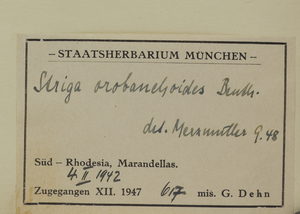 – STAATSHERBARIUM MÜNCHEN –
Striga orobanchoides Benth.
det. Merxmüller 9.48
Süd – Rhodesia, Marandellas.
4. II 1942
Zugegangen XII. 1947 617 mis. G. Dehn